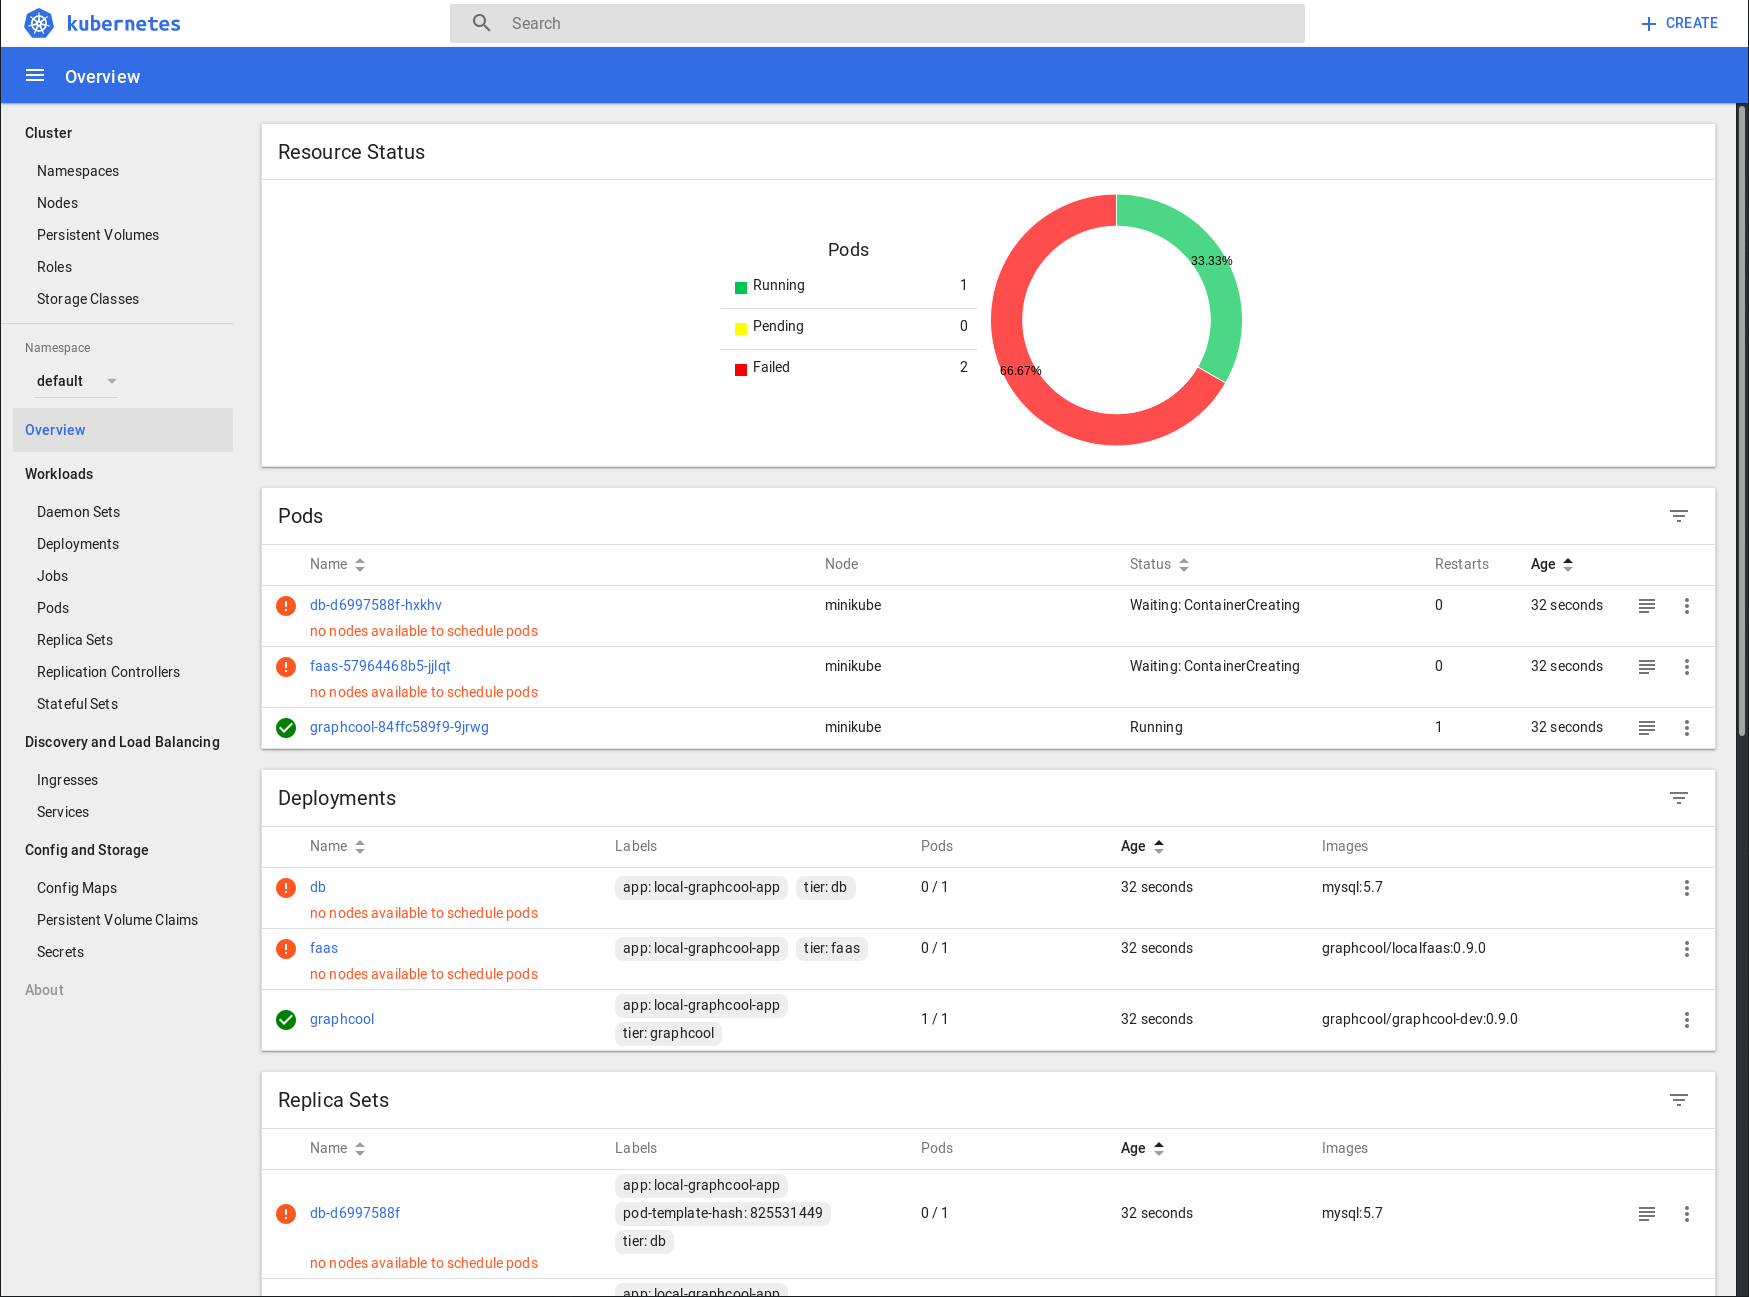 kubernetes
Search
CREATE
Overview
Cluster
Namespaces
Nodes
Persistent Volumes
Roles
Storage Classes
Namespace
default
Overview
Workloads
Daemon Sets
Deployments
Jobs
Pods
Replica Sets
Replication Controllers
Stateful Sets
Discovery and Load Balancing
Ingresses
Services
Config and Storage
Config Maps
Persistent Volume Claims
Secrets
About
Resource Status
Pods
Running 1
Pending 0
Failed 2
33.33%
66.67%
Pods
Name Node Status Restarts Age
db-d6997588f-hxkhv minikube Waiting: ContainerCreating 0 32 seconds
no nodes available to schedule pods
faas-57964468b5-jjlqt minikube Waiting: ContainerCreating 0 32 seconds
no nodes available to schedule pods
graphcool-84ffc589f9-9jrwg minikube Running 1 32 seconds
Deployments
Name Labels Pods Age Images
db app: local-graphcool-app tier: db 0 / 1 32 seconds mysql:5.7
no nodes available to schedule pods
faas app: local-graphcool-app tier: faas 0 / 1 32 seconds graphcool/localfaas:0.9.0
no nodes available to schedule pods
app: local-graphcool-app
graphcool 1 / 1 32 seconds graphcool/graphcool-dev:0.9.0
tier: graphcool
Replica Sets
Name Labels Pods Age Images
app: local-graphcool-app
db-d6997588f pod-template-hash: 825531449 0 / 1 32 seconds mysql:5.7
tier: db
no nodes available to schedule pods
app: local-graphcool-app